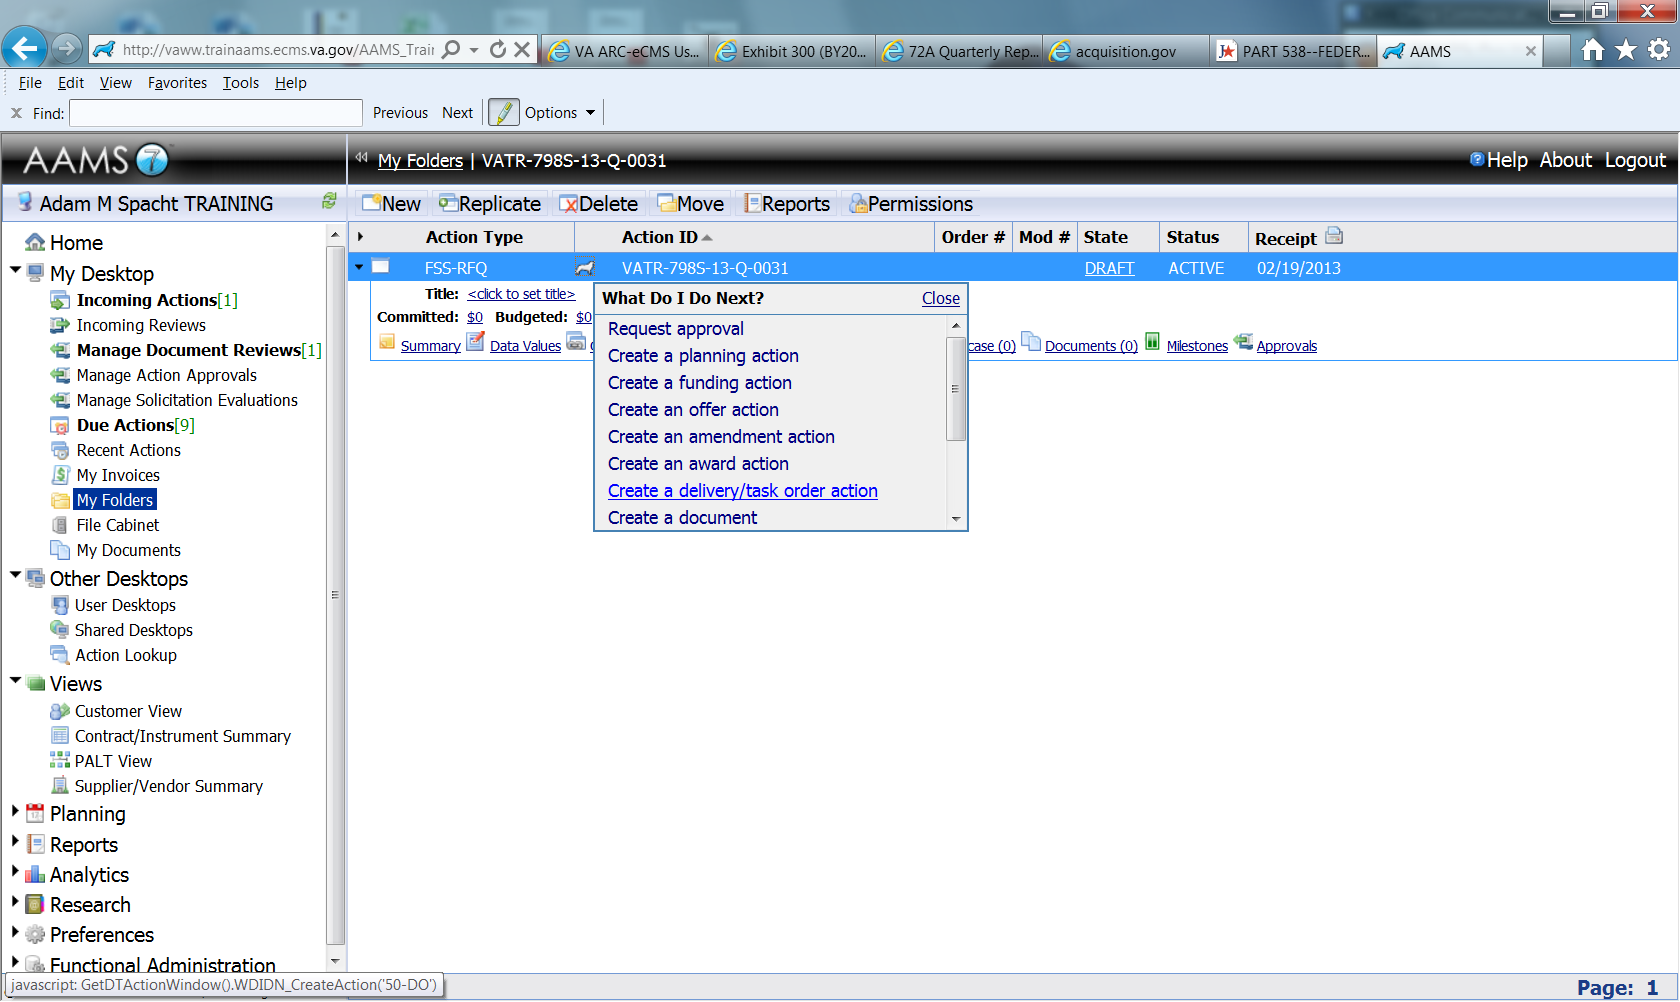 http://vaww.trainaams.ecms.va.gov/AAMS_Trair
VA ARC-eCMS Us...
Exhibit 300 (BY20...
72A Quarterly Rep...
acquisition.gov
PART 538--FEDER...
AAMS
File Edit View Favorites Tools Help
x Find: Previous Next Options
AAMS 7
My Folders | VATR-798S-13-Q-0031
Help About Logout
Adam M Spacht TRAINING
New Replicate Delete Move Reports Permissions
Home
My Desktop
Incoming Actions[1]
Incoming Reviews
Manage Document Reviews[1]
Manage Action Approvals
Manage Solicitation Evaluations
Due Actions[9]
Recent Actions
My Invoices
My Folders
File Cabinet
My Documents
Other Desktops
User Desktops
Shared Desktops
Action Lookup
Views
Customer View
Contract/Instrument Summary
PALT View
Supplier/Vendor Summary
Planning
Reports
Analytics
Research
Preferences
Functional Administration
javascript: GetDTActionWindow().WDIDN_CreateAction('50-DO')
Action Type Action ID Order # Mod # State Status Receipt
FSS-RFQ VATR-798S-13-Q-0031 DRAFT ACTIVE 02/19/2013
Title: <click to set title>
Committed: $0 Budgeted: $0
Summary Data Values case (0) Documents (0) Milestones Approvals
What Do I Do Next? Close
Request approval
Create a planning action
Create a funding action
Create an offer action
Create an amendment action
Create an award action
Create a delivery/task order action
Create a document
Page: 1